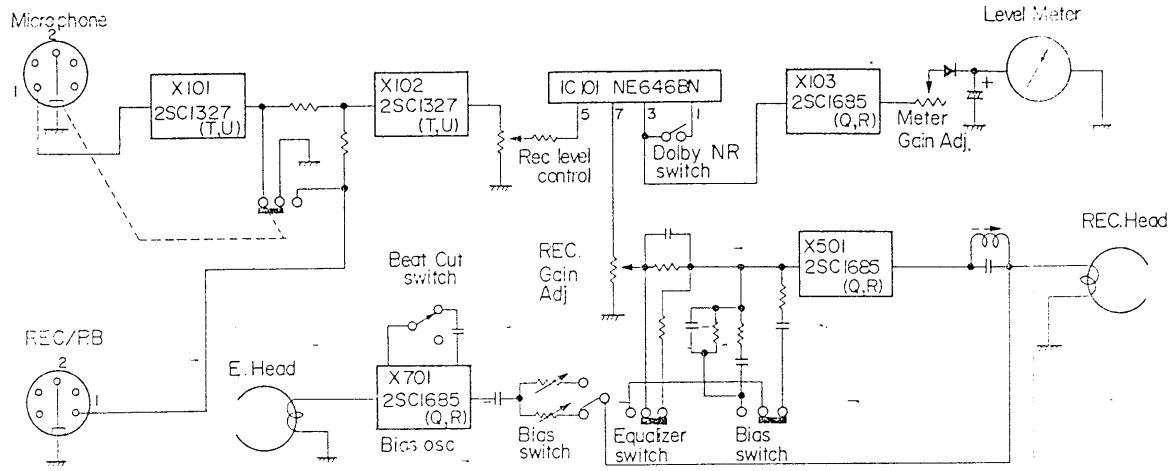 Microphone
2
1
X101
2SC1327
(T,U)
X102
2SC1327
(T,U)
Rec level
control
IC101 NE646BN
5 7 3 1
Dolby NR
switch
X103
2SC1685
(Q,R)
Meter
Gain Adj.
+
Level Meter
REC.
Gain
Adj
X501
2SC1685
(Q,R)
REC. Head
Beat Cut
switch
REC/P.B
2
1
E. Head
X701
2SC1685
(Q,R)
Bias osc
Bias
switch
Equalizer
switch
Bias
switch